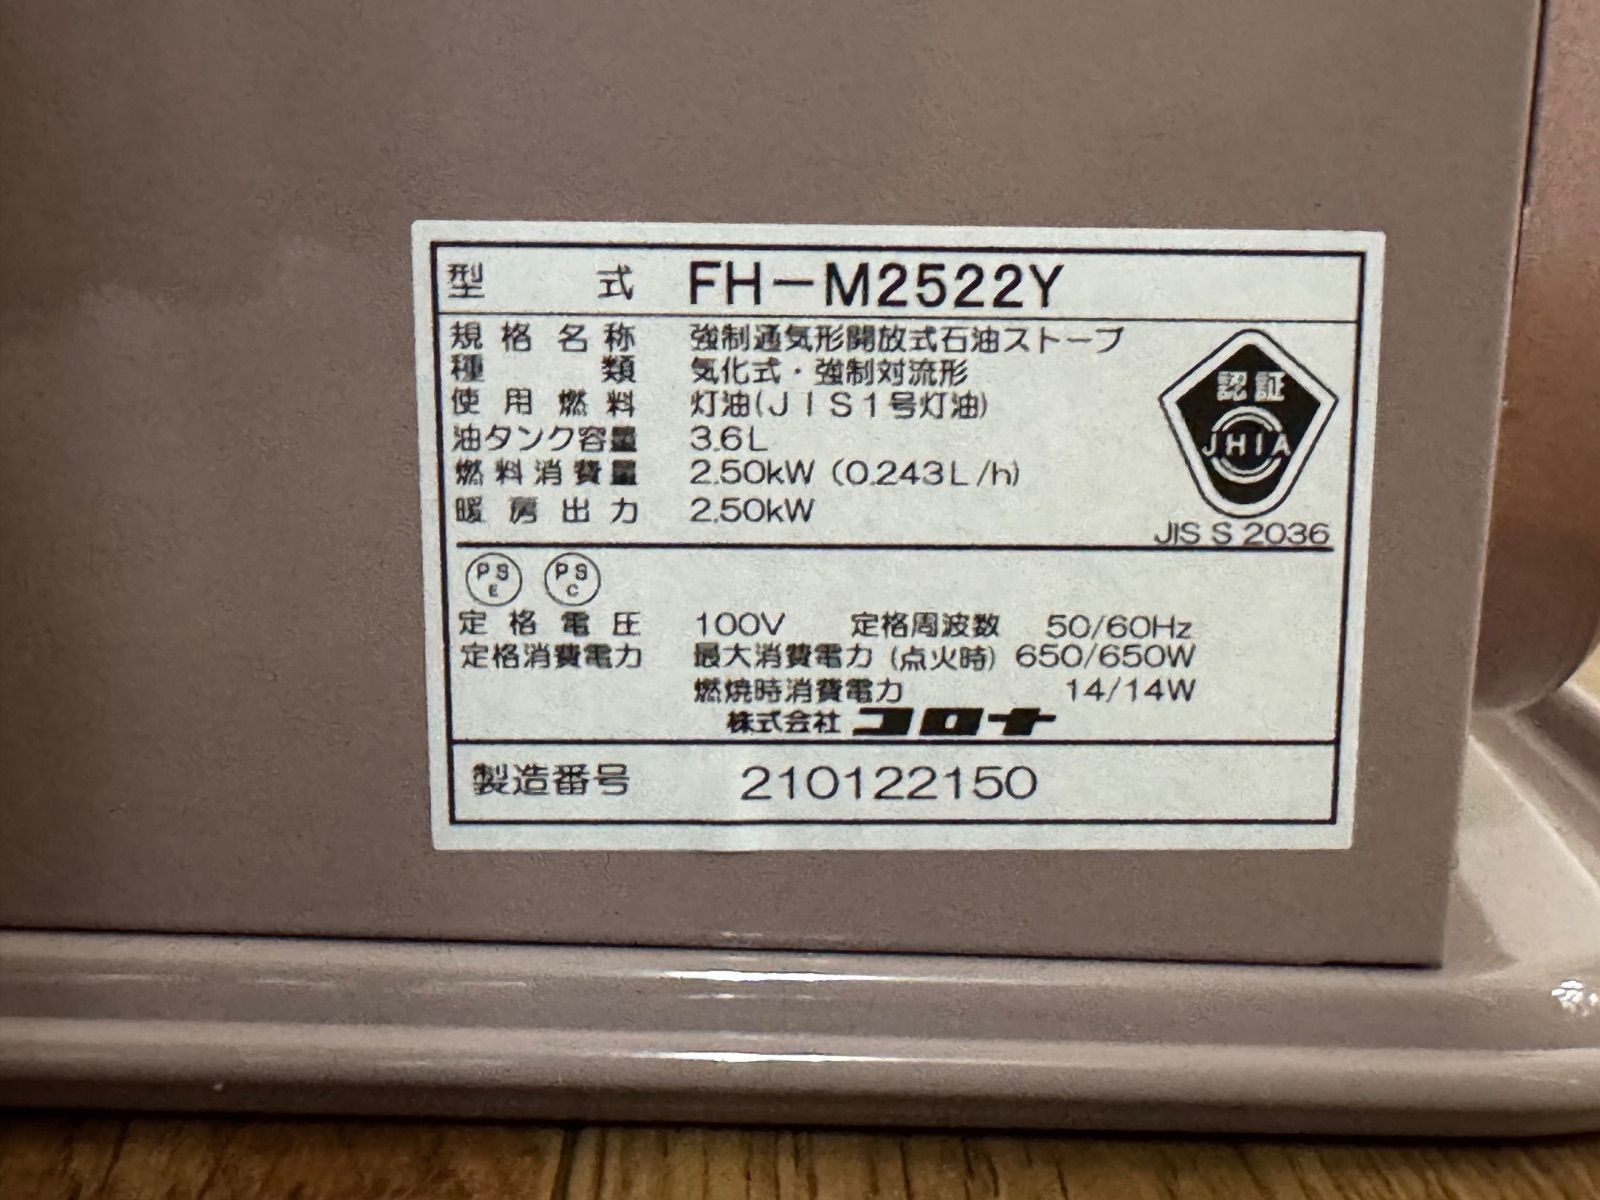 型式 FH-M2522Y
規格名称 強制通気形開放式石油ストーブ
種類 気化式・強制対流形
使用燃料 灯油(JIS1号灯油)
油タンク容量 3.6L
燃料消費量 2.50kW (0.243L/h)
暖房出力 2.50kW
認証
JHIA
JIS S 2036
PSE PSC
定格電圧 100V 定格周波数 50/60Hz
定格消費電力 最大消費電力 (点火時) 650/650W
燃焼時消費電力 14/14W
株式会社 コロナ
製造番号 210122150